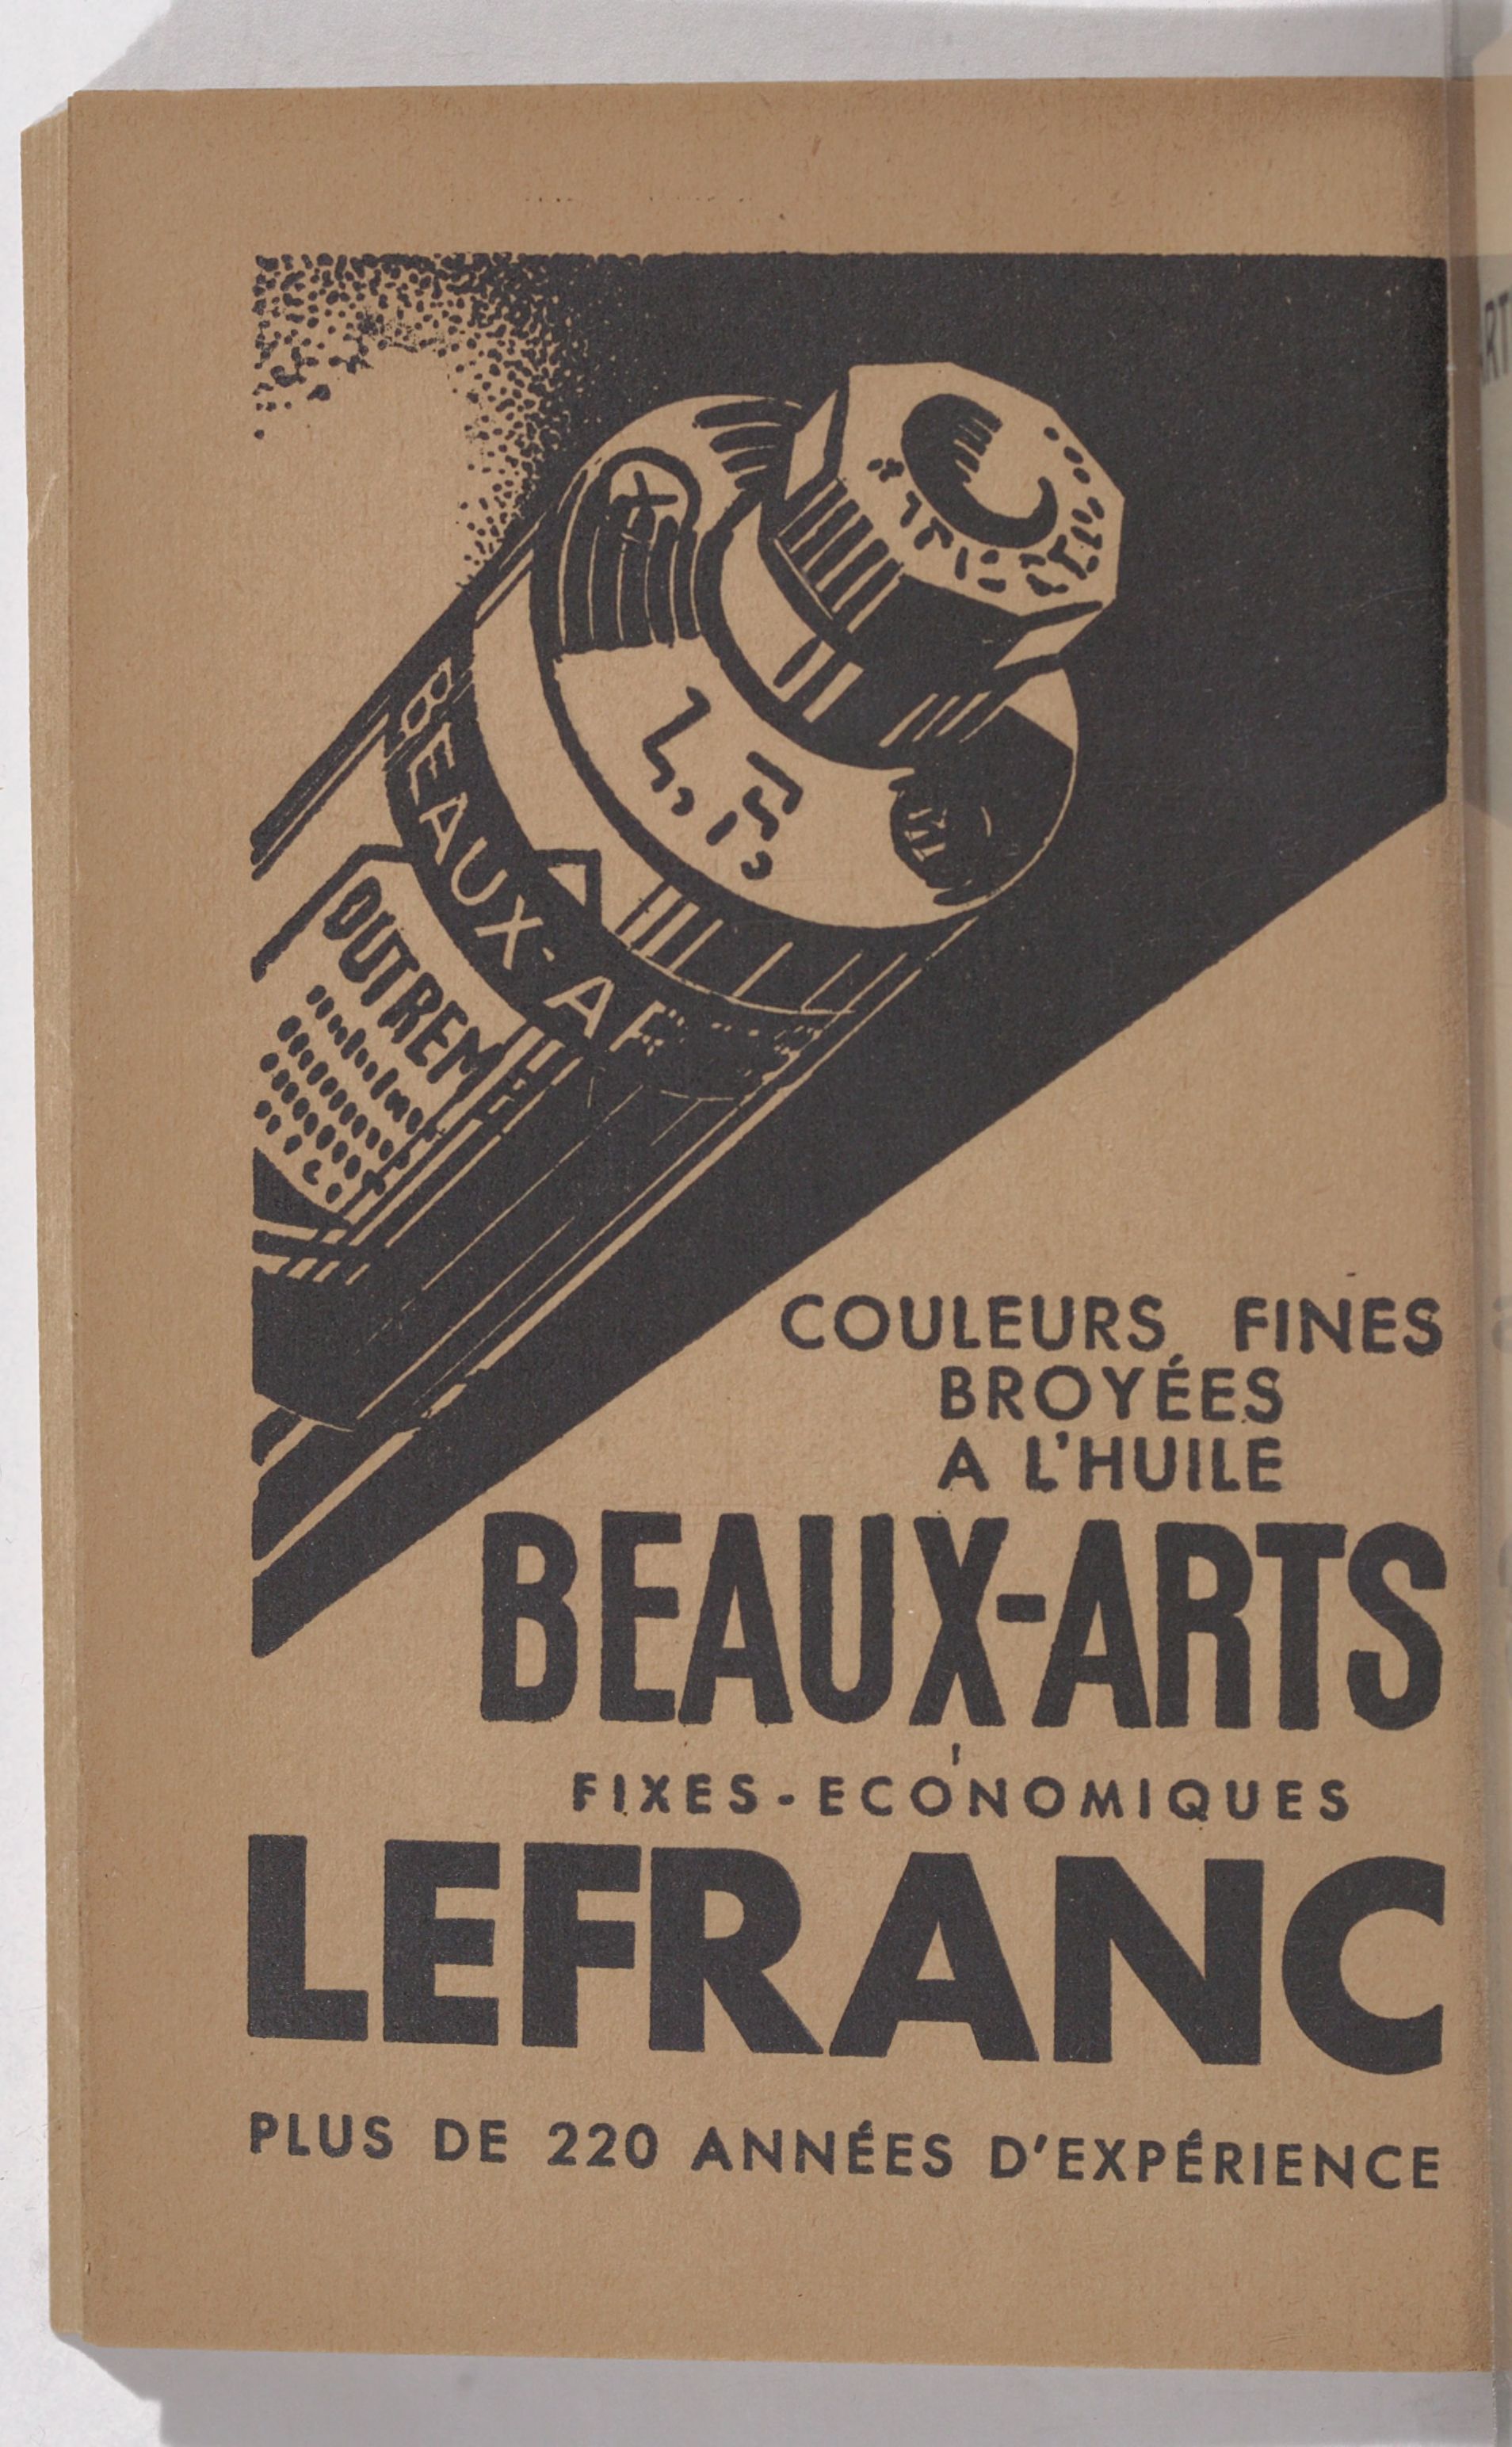 L.F.
BEAUX-AR
OUTREM
COULEURS FINES
BROYÉES
A L'HUILE
BEAUX-ARTS
FIXES-ECONOMIQUES
LEFRANC
PLUS DE 220 ANNÉES D'EXPÉRIENCE